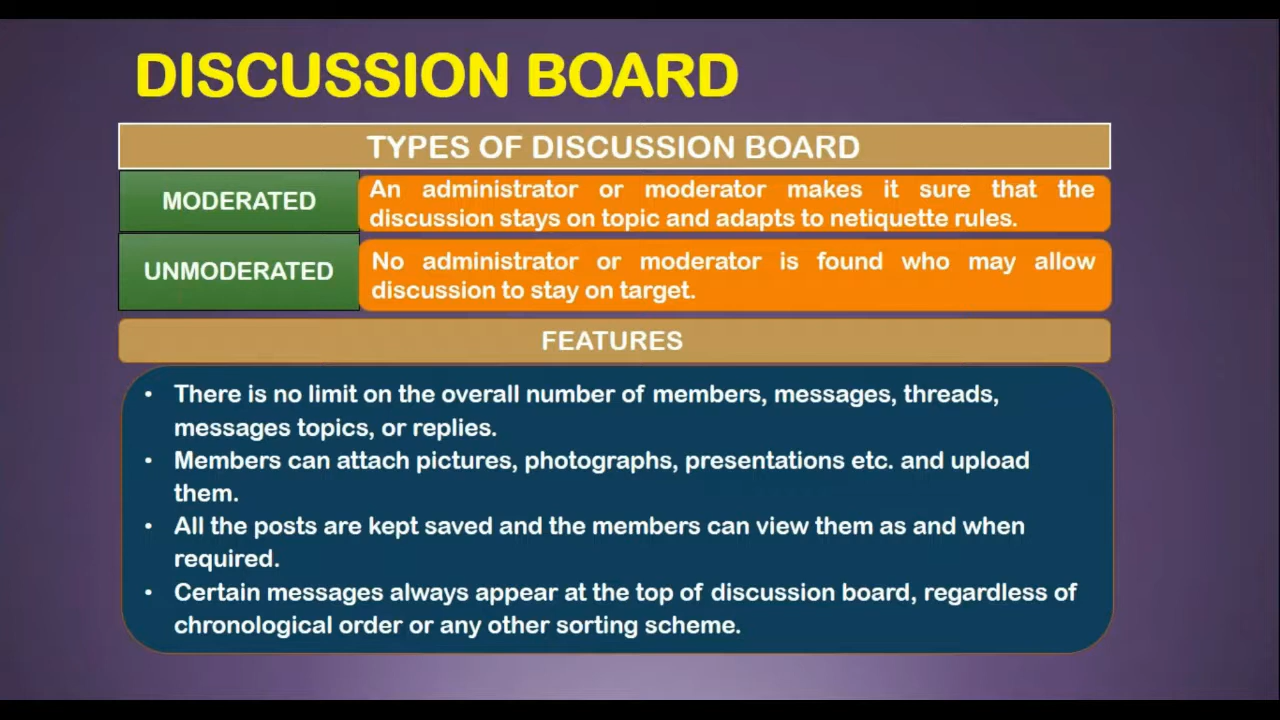 DISCUSSION BOARD
TYPES OF DISCUSSION BOARD
MODERATED
An administrator or moderator makes it sure that the
discussion stays on topic and adapts to netiquette rules.
UNMODERATED
No administrator or moderator is found who may allow
discussion to stay on target.
FEATURES
• There is no limit on the overall number of members, messages, threads,
messages topics, or replies.
• Members can attach pictures, photographs, presentations etc. and upload
them.
• All the posts are kept saved and the members can view them as and when
required.
• Certain messages always appear at the top of discussion board, regardless of
chronological order or any other sorting scheme.